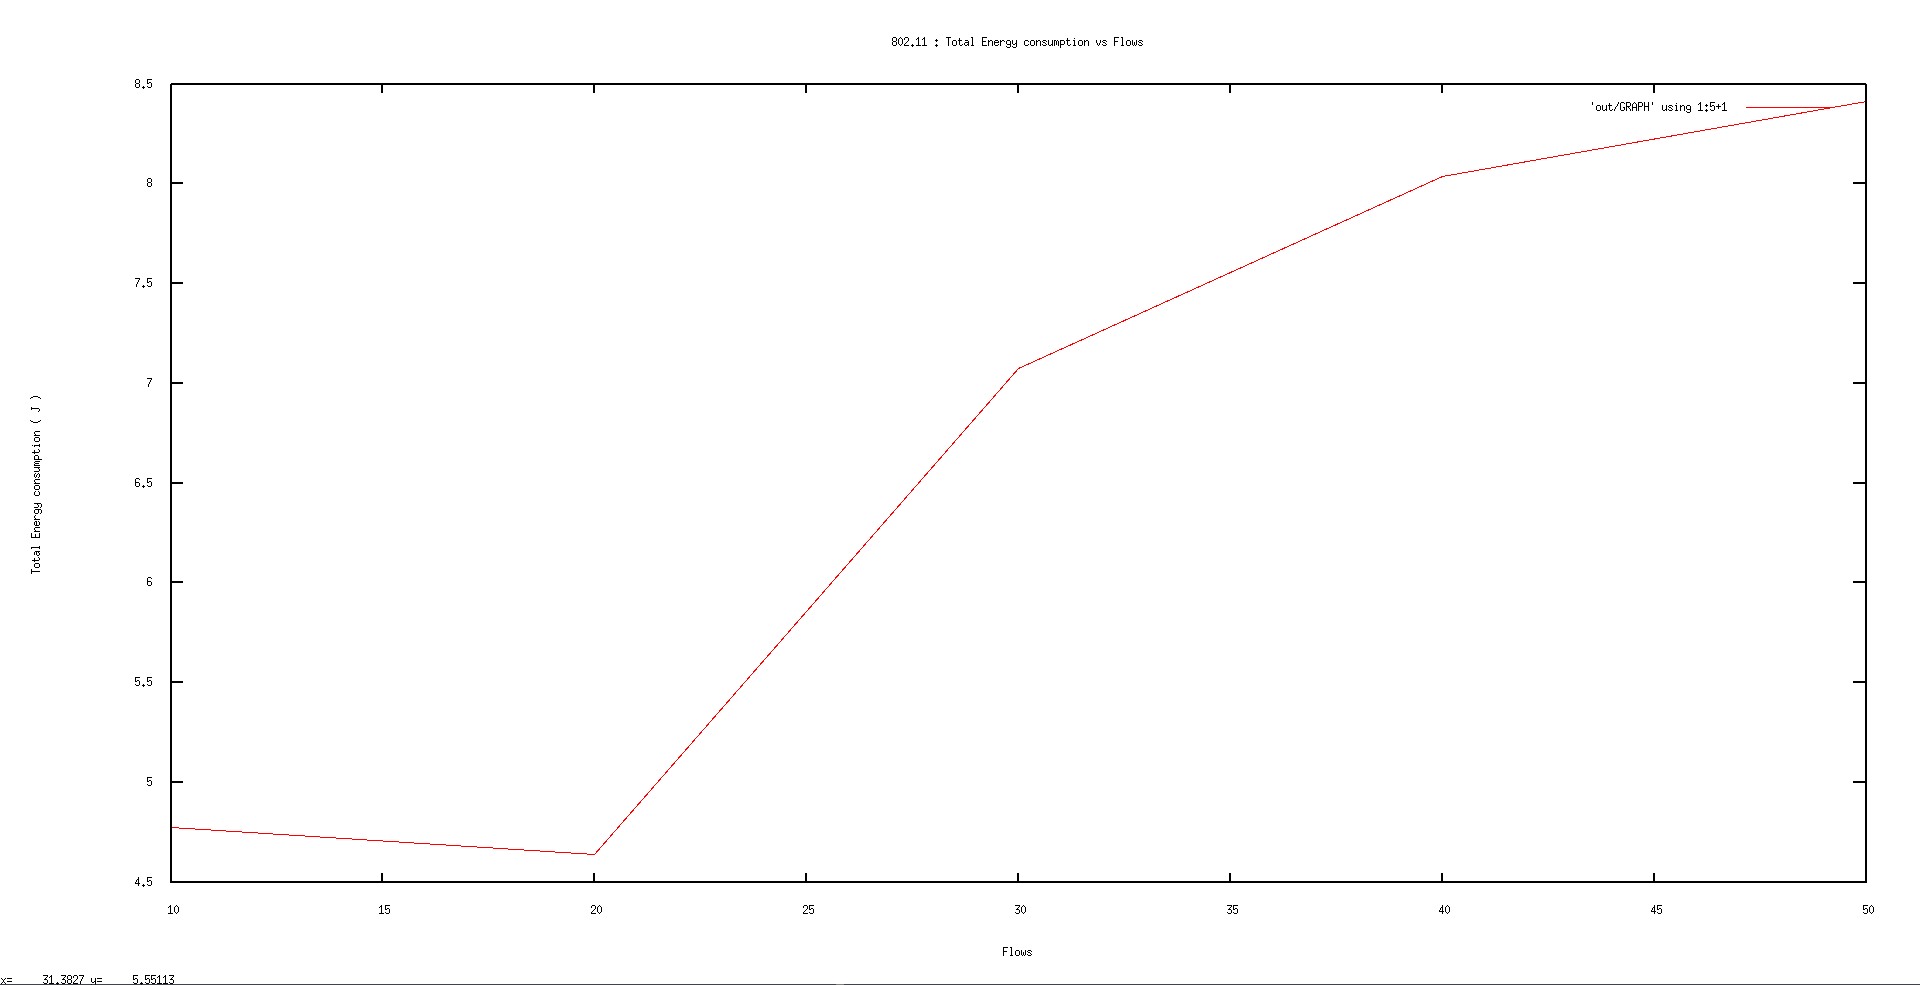 802.11 : Total Energy consumption vs Flows
8.5
'out/GRAPH' using 1:5+1
8
7.5
7
Total Energy consumption ( J )
6.5
6
5.5
5
4.5
10 15 20 25 30 35 40 45 50
Flows
x= 31.3827 y= 5.55113